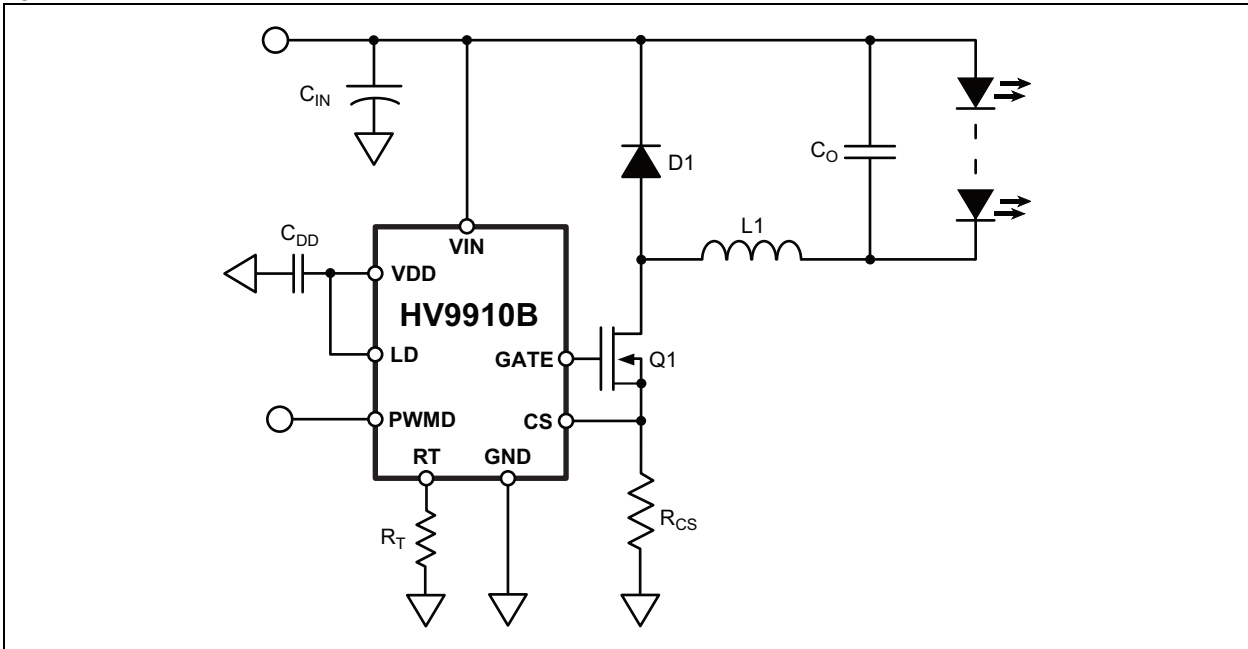 C_IN
D1
C_O
L1
C_DD
VIN
VDD
HV9910B
LD
GATE
Q1
PWMD
CS
RT
GND
R_T
R_CS